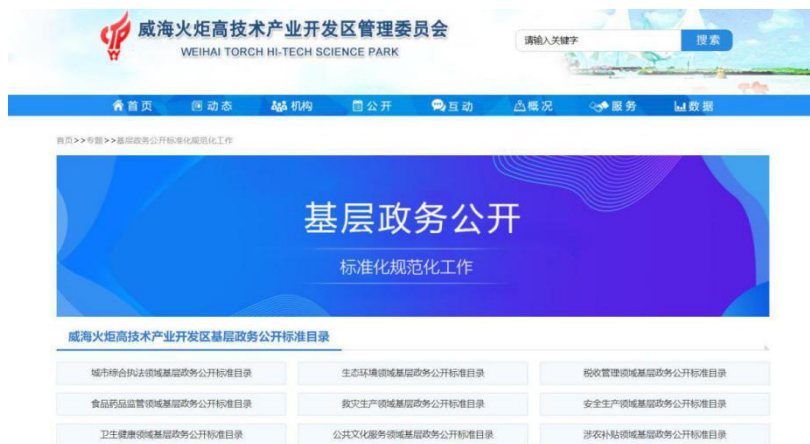 威海火炬高技术产业开发区管理委员会
WEIHAI TORCH HI-TECH SCIENCE PARK
请输入关键字 搜索
首页 动态 机构 公开 互动 概况 服务 数据
首页>>专题>>基层政务公开标准化规范化工作
基层政务公开
标准化规范化工作
威海火炬高技术产业开发区基层政务公开标准目录
城市综合执法领域基层政务公开标准目录 生态环境领域基层政务公开标准目录 税收管理领域基层政务公开标准目录
食品药品监管领域基层政务公开标准目录 救灾生产领域基层政务公开标准目录 安全生产领域基层政务公开标准目录
卫生健康领域基层政务公开标准目录 公共文化服务领域基层政务公开标准目录 涉农补贴领域基层政务公开标准目录